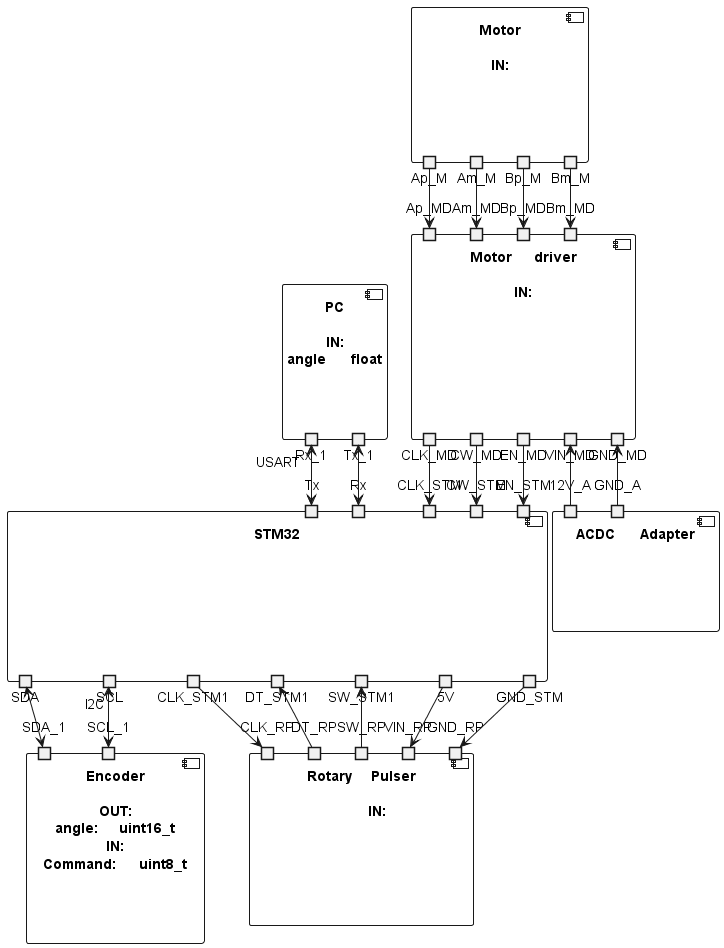 Motor
IN:
Ap_M Am_M Bp_M Bm_M
Ap_MD Am_MD Bp_MD Bm_MD
Motor driver
IN:
PC
IN:
angle float
Rx_1 Tx_1 CLK_MD CW_MD EN_MD VIN_MD GND_MD
USART
Tx Rx CLK_STM CW_STM EN_STM 12V_A GND_A
STM32
ACDC Adapter
SDA SCL CLK_STM1 DT_STM1 SW_STM1 5V GND_STM
I2C
SDA_1 SCL_1 CLK_RP DT_RP SW_RP VIN_RP GND_RP
Encoder
OUT:
angle: uint16_t
IN:
Command: uint8_t
Rotary Pulser
IN: